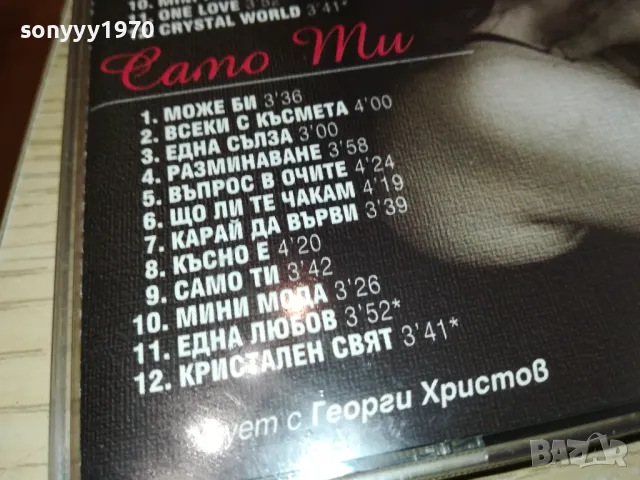 sonyyy1970
11. ONE LOVE 3'52*
12. CRYSTAL WORLD 3'41*
Само Ти
1. МОЖЕ БИ 3'36
2. ВСЕКИ С КЪСМЕТА 4'00
3. ЕДНА СЪЛЗА 3'00
4. РАЗМИНАВАНЕ 3'58
5. ВЪПРОС В ОЧИТЕ 4'24
6. ЩО ЛИ ТЕ ЧАКАМ 4'19
7. КАРАЙ ДА ВЪРВИ 3'39
8. КЪСНО Е 4'20
9. САМО ТИ 3'42
10. МИНИ МОДА 3'26
11. ЕДНА ЛЮБОВ 3'52*
12. КРИСТАЛЕН СВЯТ 3'41*
с Георги Христов
bazar